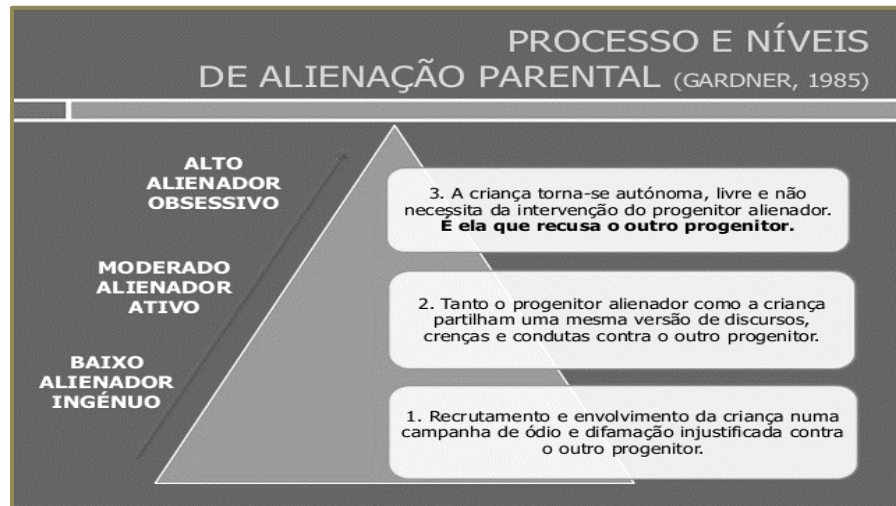 PROCESSO E NÍVEIS
DE ALIENAÇÃO PARENTAL (GARDNER, 1985)
ALTO
ALIENADOR
OBSESSIVO
3. A criança torna-se autónoma, livre e não
necessita da intervenção do progenitor alienador.
É ela que recusa o outro progenitor.
MODERADO
ALIENADOR
ATIVO
2. Tanto o progenitor alienador como a criança
partilham uma mesma versão de discursos,
crenças e condutas contra o outro progenitor.
BAIXO
ALIENADOR
INGÉNUO
1. Recrutamento e envolvimento da criança numa
campanha de ódio e difamação injustificada contra
o outro progenitor.